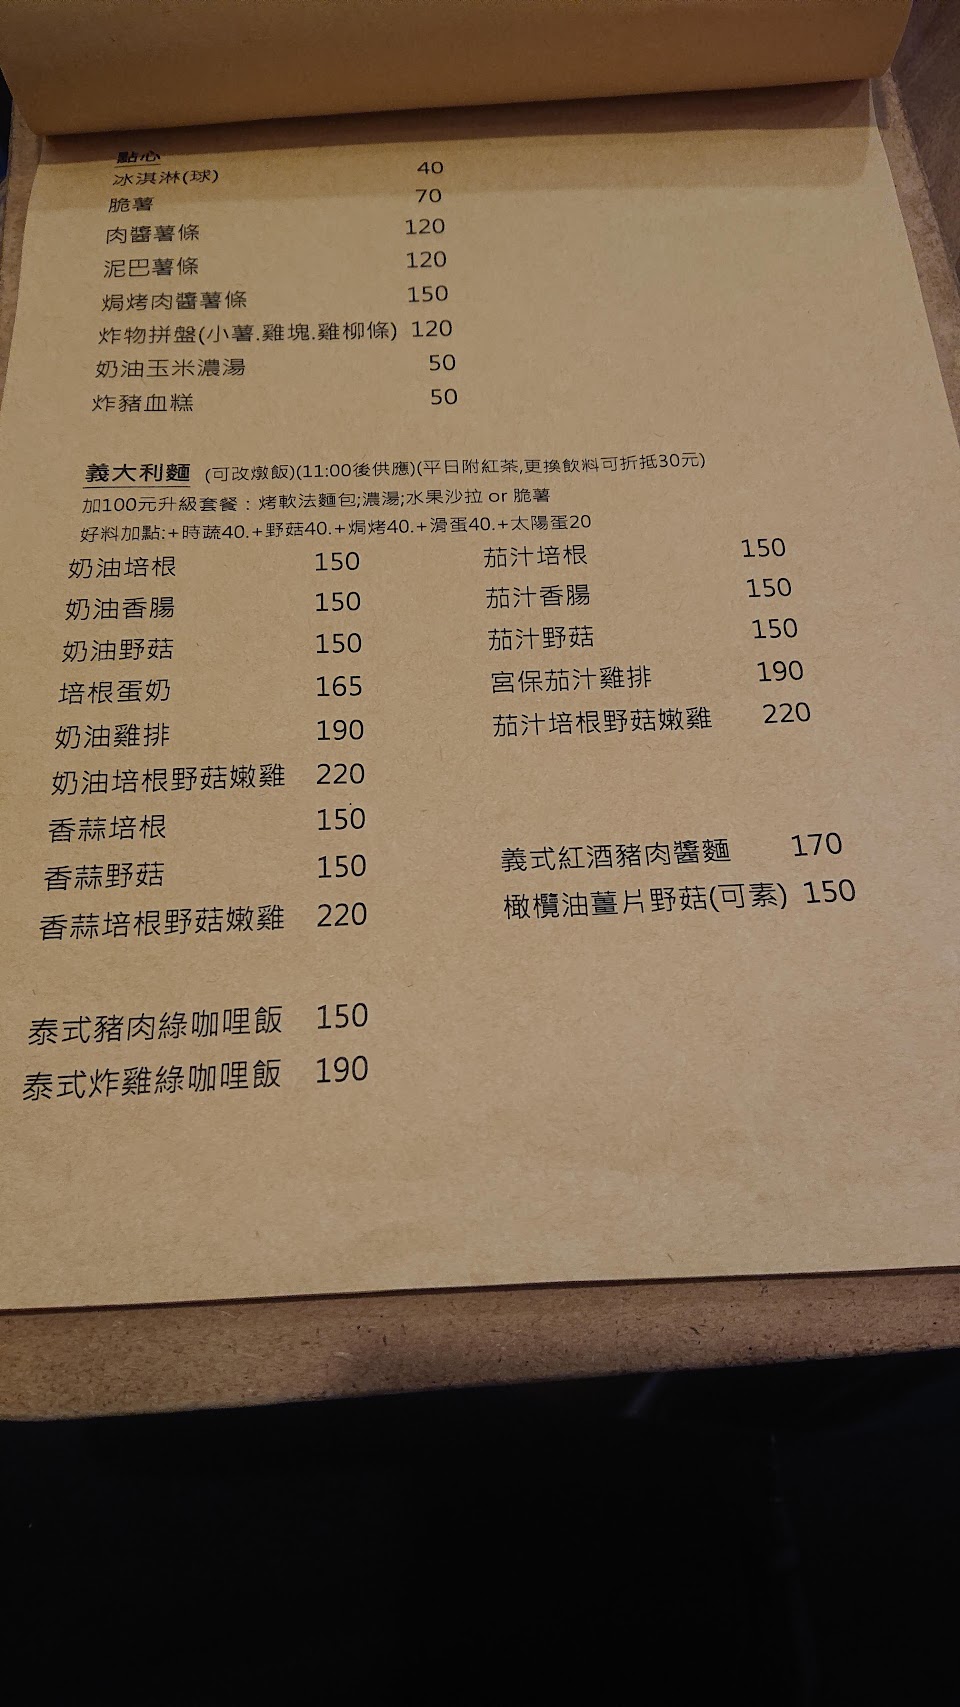 點心
冰淇淋(球) 40
脆薯 70
肉醬薯條 120
泥巴薯條 120
焗烤肉醬薯條 150
炸物拼盤(小薯.雞塊.雞柳條) 120
奶油玉米濃湯 50
炸豬血糕 50
義大利麵 (可改燉飯)(11:00後供應)(平日附紅茶,更換飲料可折抵30元)
加100元升級套餐：烤軟法麵包;濃湯;水果沙拉 or 脆薯
好料加點:+時蔬40.+野菇40.+焗烤40.+滑蛋40.+太陽蛋20
奶油培根 150
奶油香腸 150
奶油野菇 150
培根蛋奶 165
奶油雞排 190
奶油培根野菇嫩雞 220
香蒜培根 150
香蒜野菇 150
香蒜培根野菇嫩雞 220
茄汁培根 150
茄汁香腸 150
茄汁野菇 150
宮保茄汁雞排 190
茄汁培根野菇嫩雞 220
義式紅酒豬肉醬麵 170
橄欖油薑片野菇(可素) 150
泰式豬肉綠咖哩飯 150
泰式炸雞綠咖哩飯 190